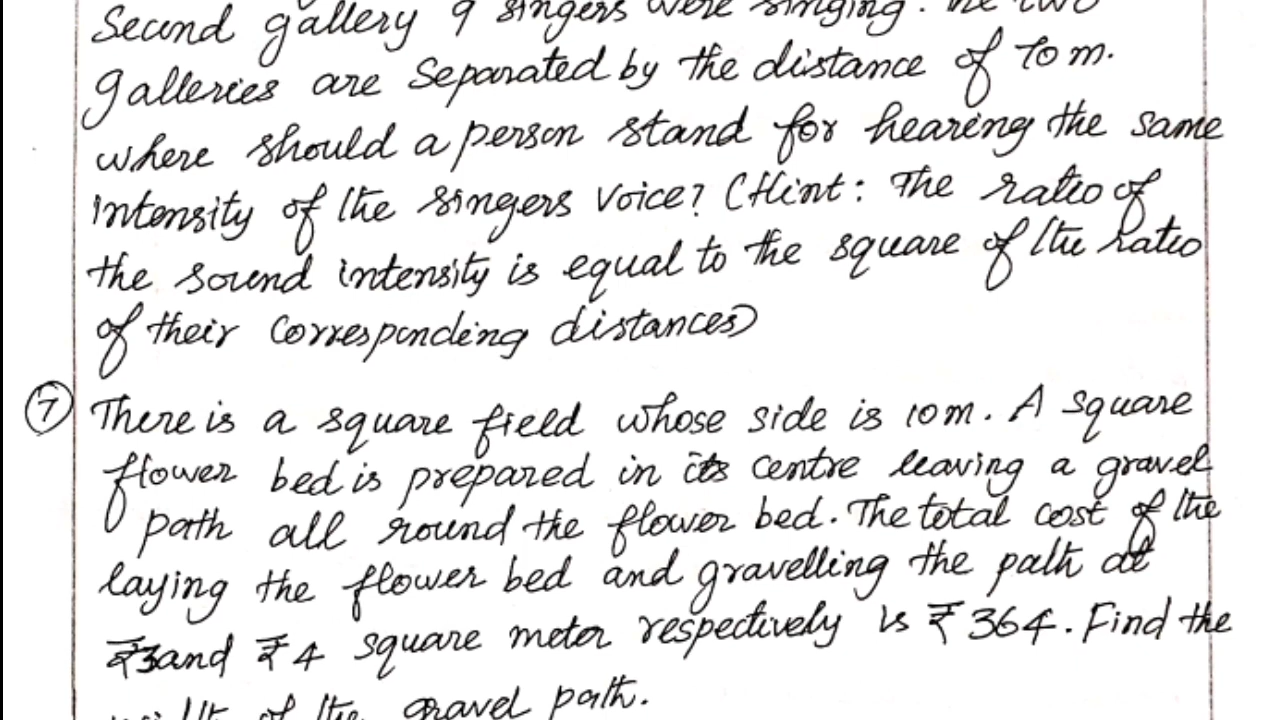 Second gallery 9 singers were singing. The two
galleries are separated by the distance of 70 m.
where should a person stand for hearing the same
intensity of the singers voice? (Hint: The ratio of
the sound intensity is equal to the square of the ratio
of their corresponding distances)
7 There is a square field whose side is 10m. A square
flower bed is prepared in its centre leaving a gravel
path all round the flower bed. The total cost of the
laying the flower bed and gravelling the path at
₹3 and ₹4 square meter respectively is ₹364. Find the
width of the gravel path.